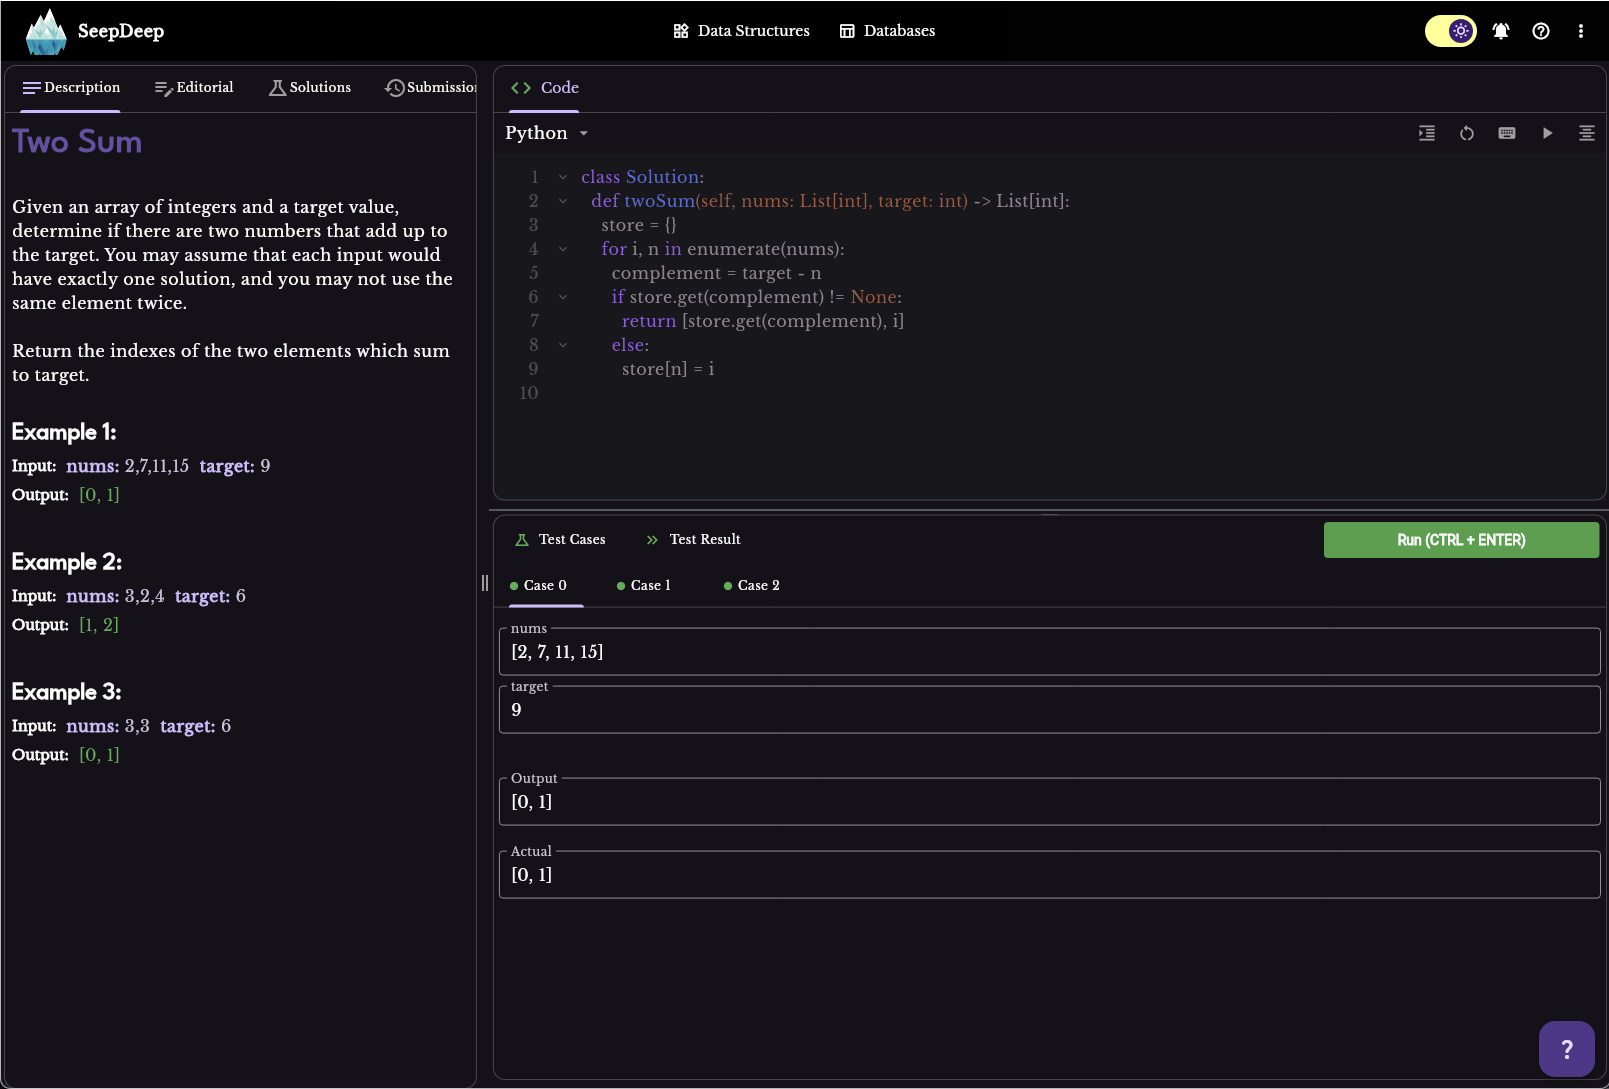 SeepDeep
Data Structures
Databases
Description
Editorial
Solutions
Submissio
Two Sum
Given an array of integers and a target value,
determine if there are two numbers that add up to
the target. You may assume that each input would
have exactly one solution, and you may not use the
same element twice.
Return the indexes of the two elements which sum
to target.
Example 1:
Input: nums: 2,7,11,15 target: 9
Output: [0, 1]
Example 2:
Input: nums: 3,2,4 target: 6
Output: [1, 2]
Example 3:
Input: nums: 3,3 target: 6
Output: [0, 1]
Code
Python
1 class Solution:
2 def twoSum(self, nums: List[int], target: int) -> List[int]:
3 store = {}
4 for i, n in enumerate(nums):
5 complement = target - n
6 if store.get(complement) != None:
7 return [store.get(complement), i]
8 else:
9 store[n] = i
10
Test Cases
Test Result
Run (CTRL + ENTER)
Case 0
Case 1
Case 2
nums
[2, 7, 11, 15]
target
9
Output
[0, 1]
Actual
[0, 1]
?